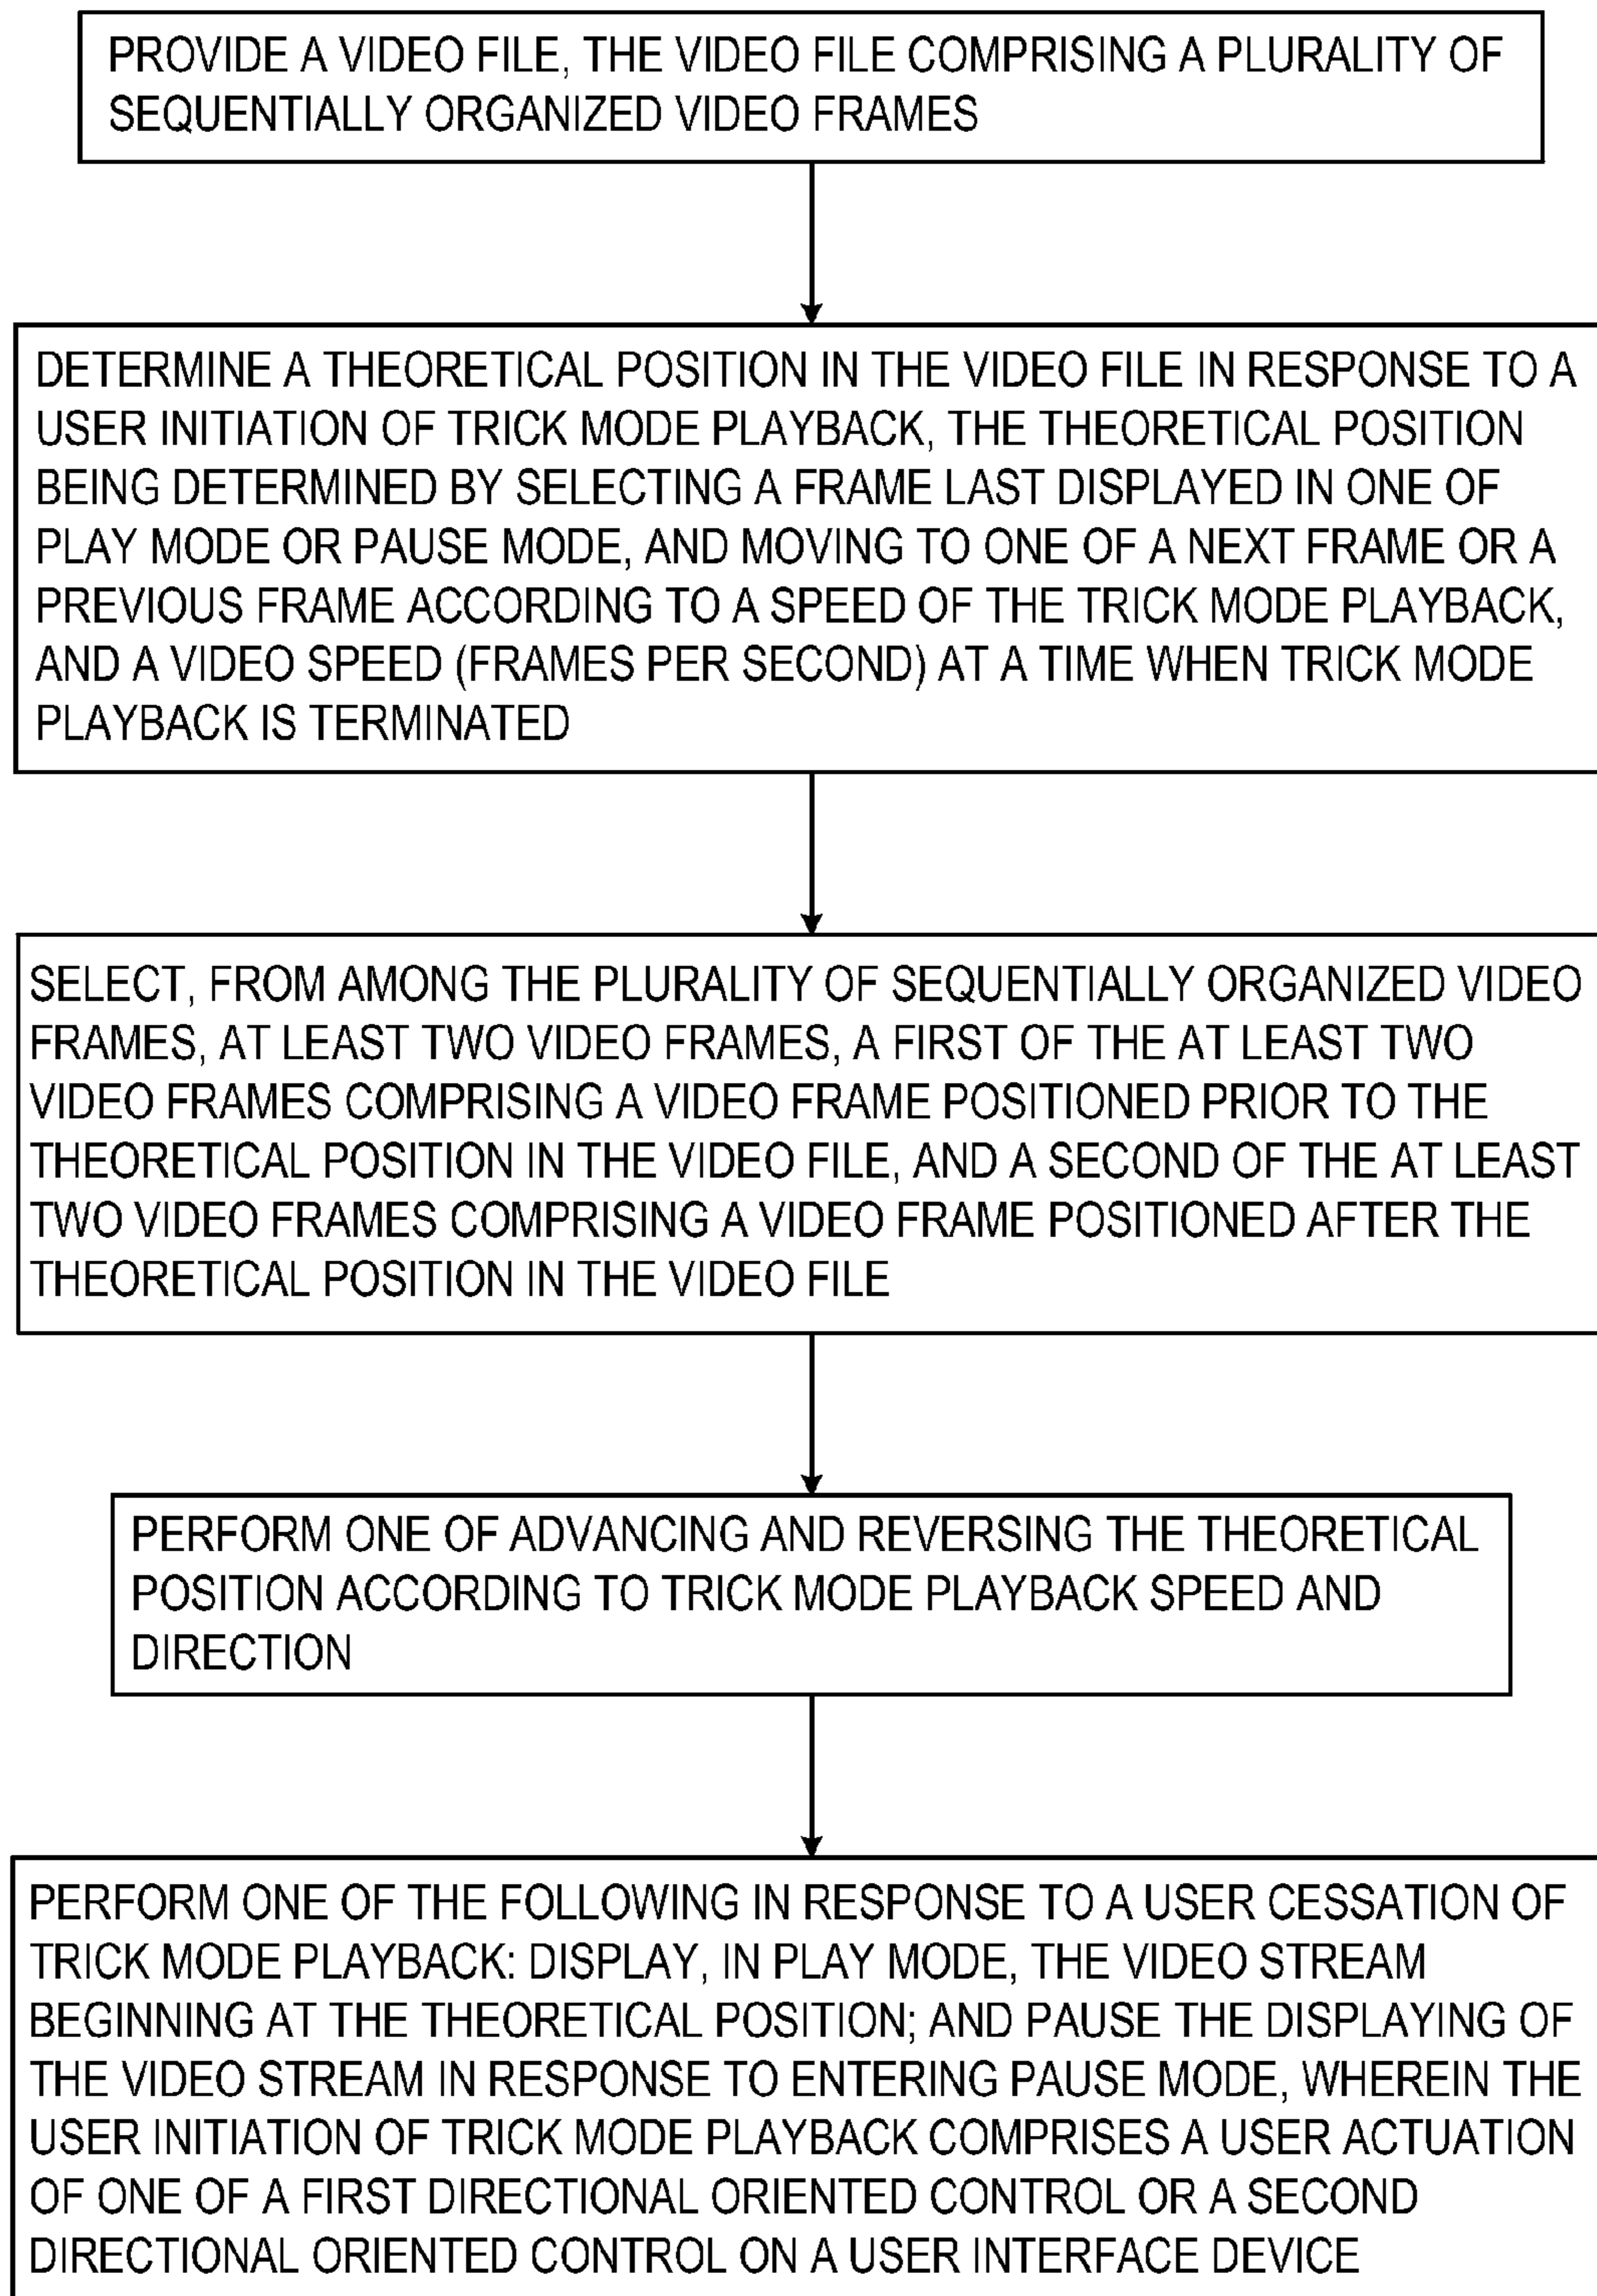 PROVIDE A VIDEO FILE, THE VIDEO FILE COMPRISING A PLURALITY OF
SEQUENTIALLY ORGANIZED VIDEO FRAMES
DETERMINE A THEORETICAL POSITION IN THE VIDEO FILE IN RESPONSE TO A
USER INITIATION OF TRICK MODE PLAYBACK, THE THEORETICAL POSITION
BEING DETERMINED BY SELECTING A FRAME LAST DISPLAYED IN ONE OF
PLAY MODE OR PAUSE MODE, AND MOVING TO ONE OF A NEXT FRAME OR A
PREVIOUS FRAME ACCORDING TO A SPEED OF THE TRICK MODE PLAYBACK,
AND A VIDEO SPEED (FRAMES PER SECOND) AT A TIME WHEN TRICK MODE
PLAYBACK IS TERMINATED
SELECT, FROM AMONG THE PLURALITY OF SEQUENTIALLY ORGANIZED VIDEO
FRAMES, AT LEAST TWO VIDEO FRAMES, A FIRST OF THE AT LEAST TWO
VIDEO FRAMES COMPRISING A VIDEO FRAME POSITIONED PRIOR TO THE
THEORETICAL POSITION IN THE VIDEO FILE, AND A SECOND OF THE AT LEAST
TWO VIDEO FRAMES COMPRISING A VIDEO FRAME POSITIONED AFTER THE
THEORETICAL POSITION IN THE VIDEO FILE
PERFORM ONE OF ADVANCING AND REVERSING THE THEORETICAL
POSITION ACCORDING TO TRICK MODE PLAYBACK SPEED AND
DIRECTION
PERFORM ONE OF THE FOLLOWING IN RESPONSE TO A USER CESSATION OF
TRICK MODE PLAYBACK: DISPLAY, IN PLAY MODE, THE VIDEO STREAM
BEGINNING AT THE THEORETICAL POSITION; AND PAUSE THE DISPLAYING OF
THE VIDEO STREAM IN RESPONSE TO ENTERING PAUSE MODE, WHEREIN THE
USER INITIATION OF TRICK MODE PLAYBACK COMPRISES A USER ACTUATION
OF ONE OF A FIRST DIRECTIONAL ORIENTED CONTROL OR A SECOND
DIRECTIONAL ORIENTED CONTROL ON A USER INTERFACE DEVICE